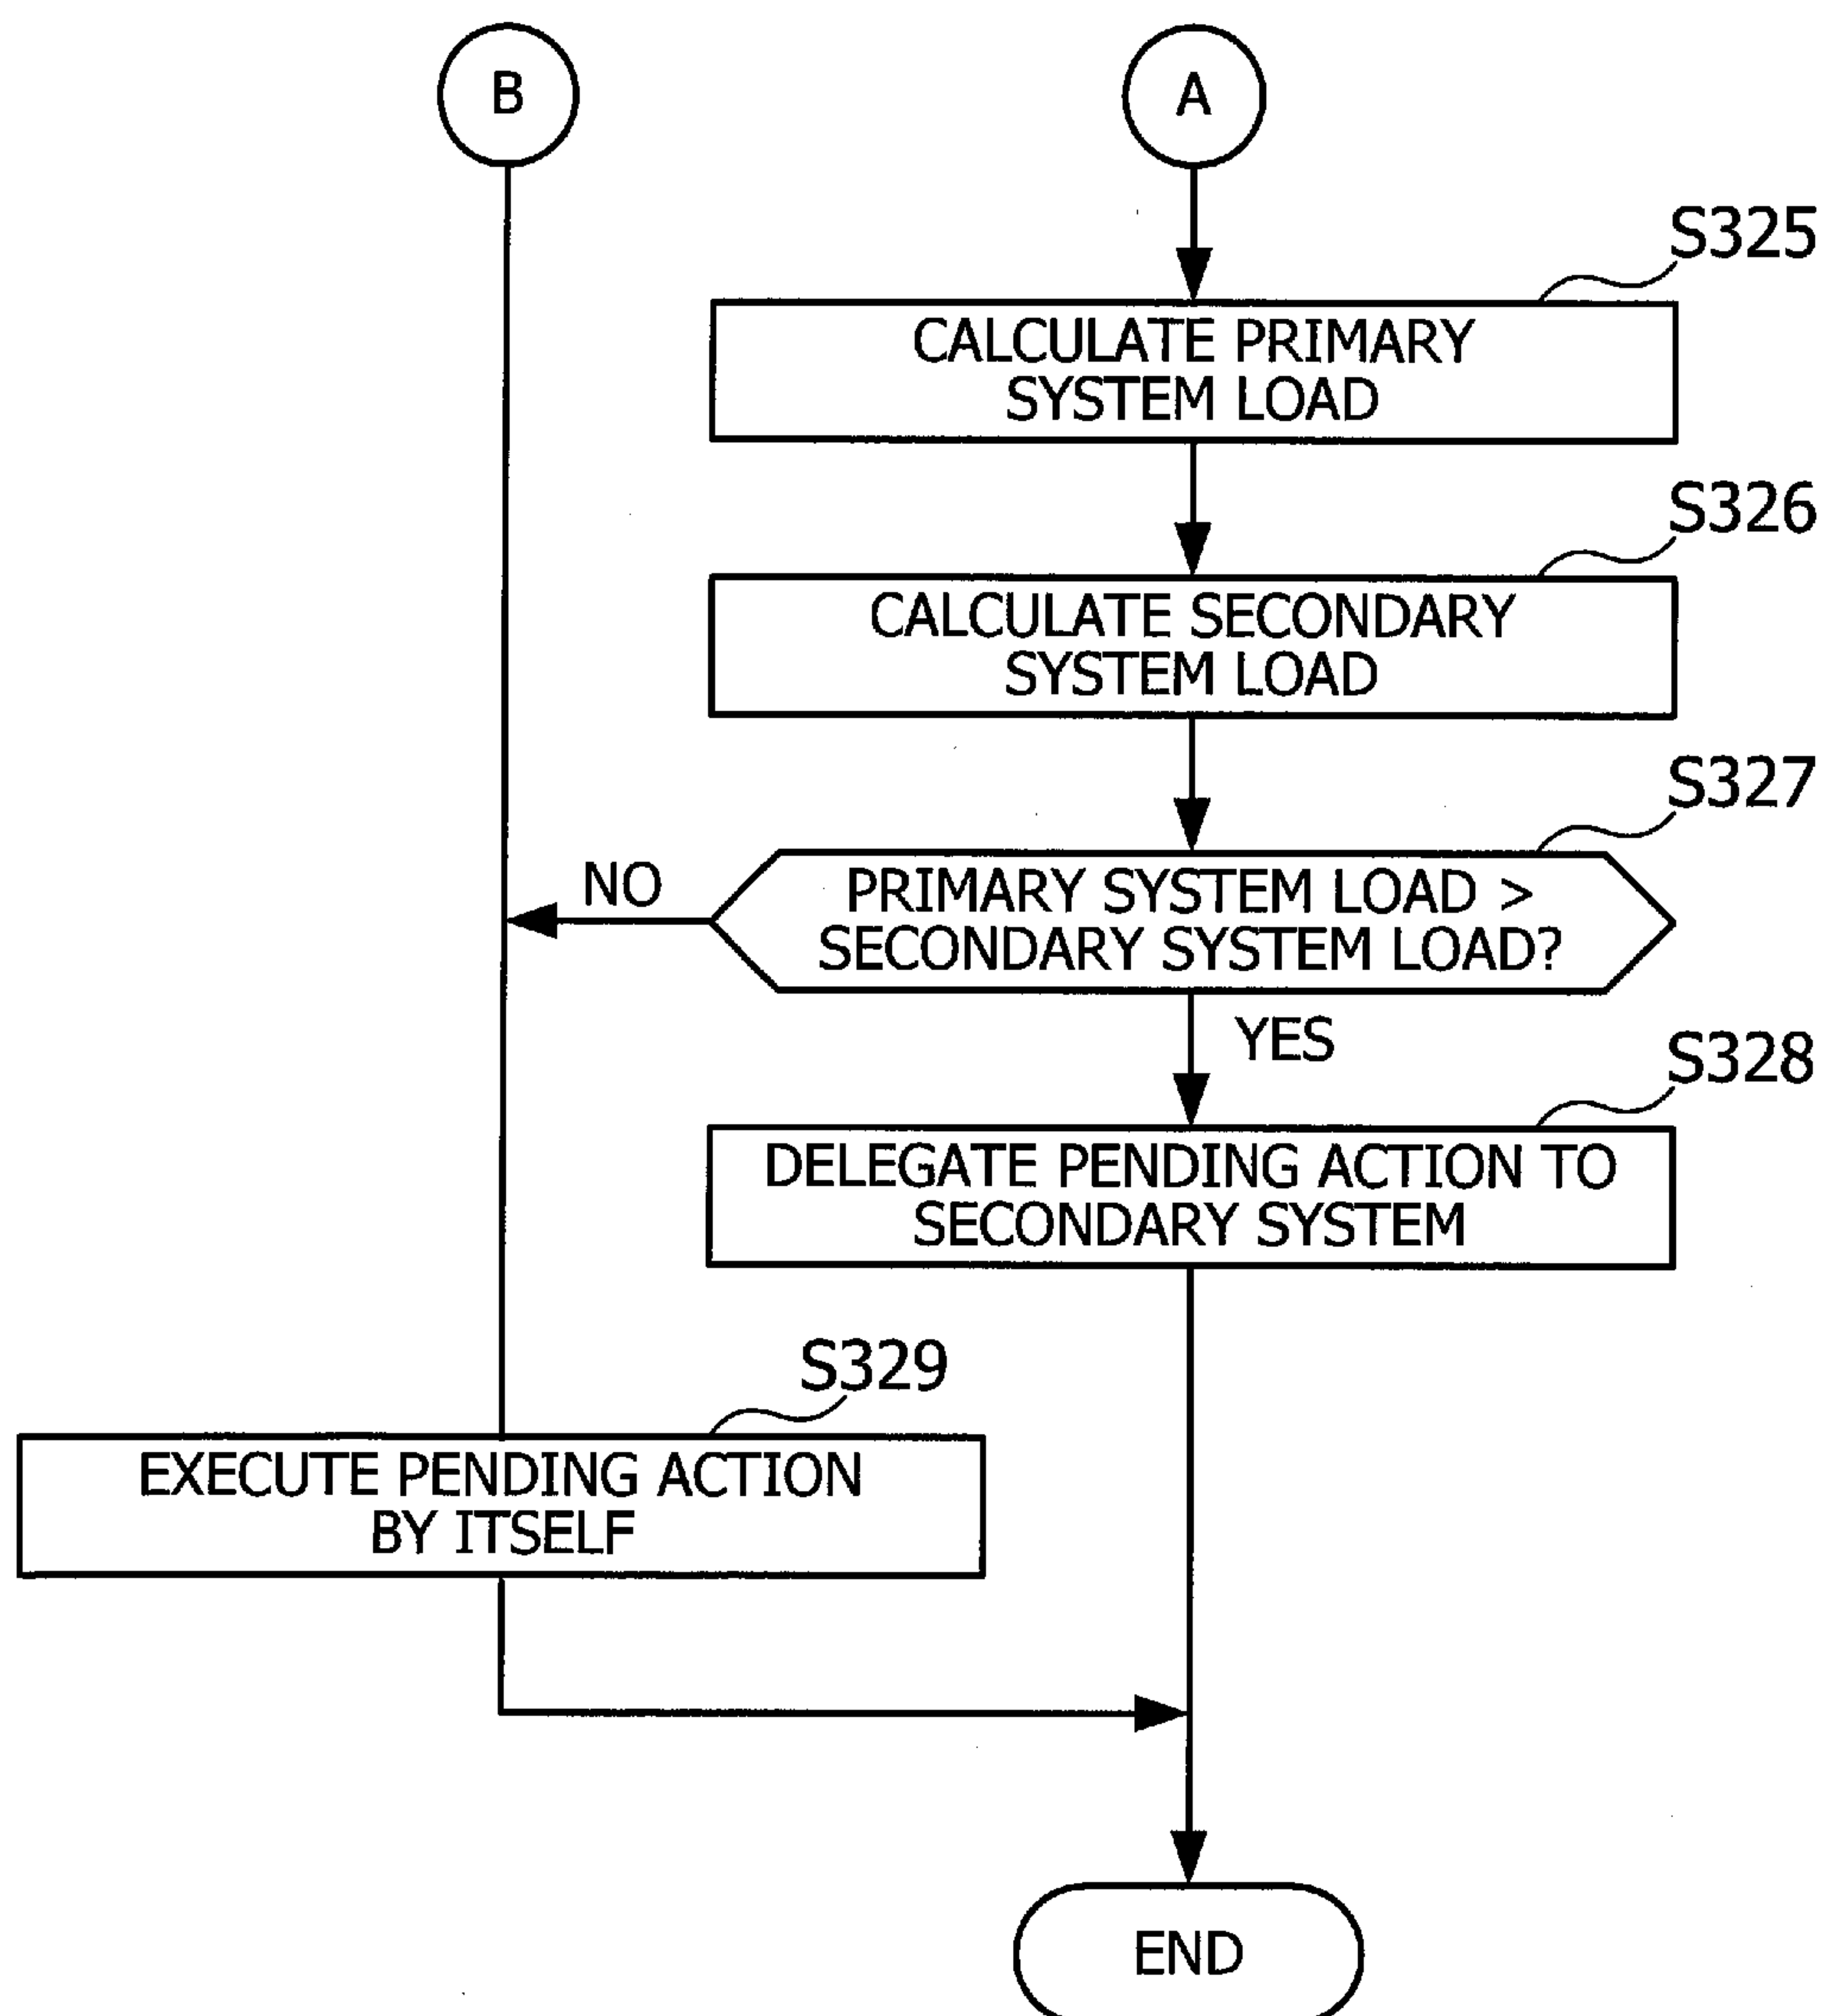 B
A
S325
CALCULATE PRIMARY
SYSTEM LOAD
S326
CALCULATE SECONDARY
SYSTEM LOAD
S327
NO
PRIMARY SYSTEM LOAD >
SECONDARY SYSTEM LOAD?
YES
S328
DELEGATE PENDING ACTION TO
SECONDARY SYSTEM
S329
EXECUTE PENDING ACTION
BY ITSELF
END